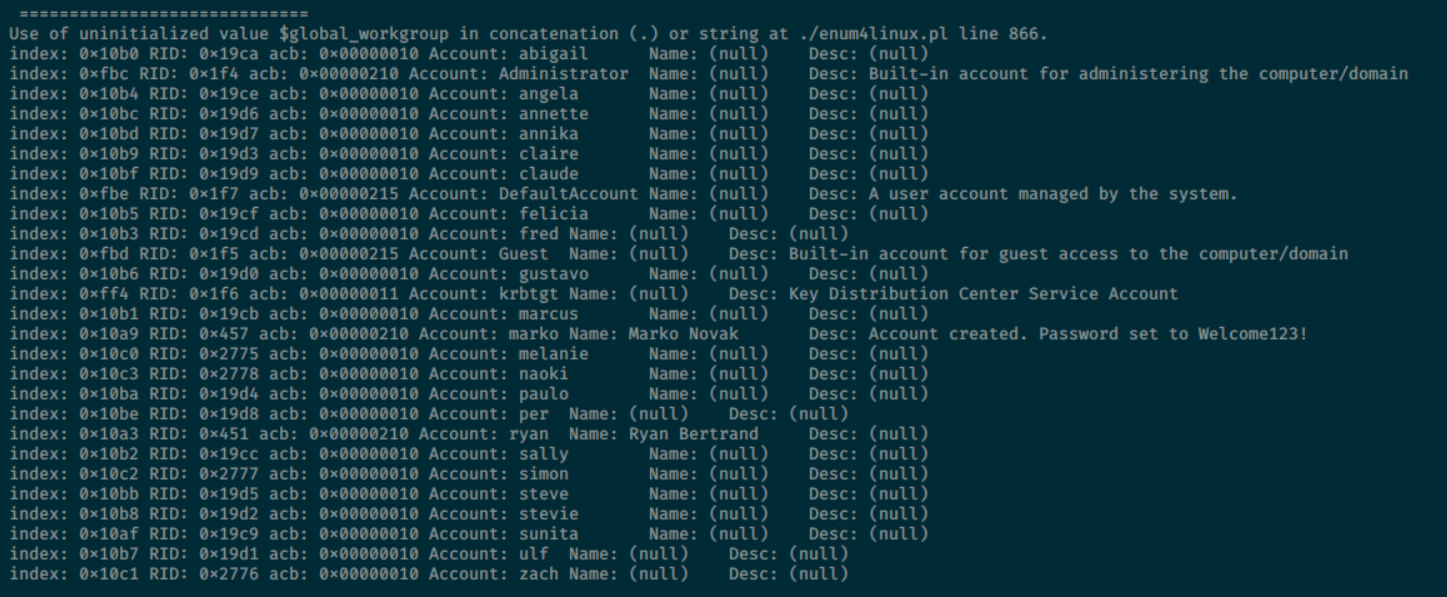 =============================
Use of uninitialized value $global_workgroup in concatenation (.) or string at ./enum4linux.pl line 866.
index: 0×10b0 RID: 0×19ca acb: 0×00000010 Account: abigail Name: (null) Desc: (null)
index: 0×fbc RID: 0×1f4 acb: 0×00000210 Account: Administrator Name: (null) Desc: Built-in account for administering the computer/domain
index: 0×10b4 RID: 0×19ce acb: 0×00000010 Account: angela Name: (null) Desc: (null)
index: 0×10bc RID: 0×19d6 acb: 0×00000010 Account: annette Name: (null) Desc: (null)
index: 0×10bd RID: 0×19d7 acb: 0×00000010 Account: annika Name: (null) Desc: (null)
index: 0×10b9 RID: 0×19d3 acb: 0×00000010 Account: claire Name: (null) Desc: (null)
index: 0×10bf RID: 0×19d9 acb: 0×00000010 Account: claude Name: (null) Desc: (null)
index: 0×fbe RID: 0×1f7 acb: 0×00000215 Account: DefaultAccount Name: (null) Desc: A user account managed by the system.
index: 0×10b5 RID: 0×19cf acb: 0×00000010 Account: felicia Name: (null) Desc: (null)
index: 0×10b3 RID: 0×19cd acb: 0×00000010 Account: fred Name: (null) Desc: (null)
index: 0×fbd RID: 0×1f5 acb: 0×00000215 Account: Guest Name: (null) Desc: Built-in account for guest access to the computer/domain
index: 0×10b6 RID: 0×19d0 acb: 0×00000010 Account: gustavo Name: (null) Desc: (null)
index: 0×ff4 RID: 0×1f6 acb: 0×00000011 Account: krbtgt Name: (null) Desc: Key Distribution Center Service Account
index: 0×10b1 RID: 0×19cb acb: 0×00000010 Account: marcus Name: (null) Desc: (null)
index: 0×10a9 RID: 0×457 acb: 0×00000210 Account: marko Name: Marko Novak Desc: Account created. Password set to Welcome123!
index: 0×10c0 RID: 0×2775 acb: 0×00000010 Account: melanie Name: (null) Desc: (null)
index: 0×10c3 RID: 0×2778 acb: 0×00000010 Account: naoki Name: (null) Desc: (null)
index: 0×10ba RID: 0×19d4 acb: 0×00000010 Account: paulo Name: (null) Desc: (null)
index: 0×10be RID: 0×19d8 acb: 0×00000010 Account: per Name: (null) Desc: (null)
index: 0×10a3 RID: 0×451 acb: 0×00000210 Account: ryan Name: Ryan Bertrand Desc: (null)
index: 0×10b2 RID: 0×19cc acb: 0×00000010 Account: sally Name: (null) Desc: (null)
index: 0×10c2 RID: 0×2777 acb: 0×00000010 Account: simon Name: (null) Desc: (null)
index: 0×10bb RID: 0×19d5 acb: 0×00000010 Account: steve Name: (null) Desc: (null)
index: 0×10b8 RID: 0×19d2 acb: 0×00000010 Account: stevie Name: (null) Desc: (null)
index: 0×10af RID: 0×19c9 acb: 0×00000010 Account: sunita Name: (null) Desc: (null)
index: 0×10b7 RID: 0×19d1 acb: 0×00000010 Account: ulf Name: (null) Desc: (null)
index: 0×10c1 RID: 0×2776 acb: 0×00000010 Account: zach Name: (null) Desc: (null)